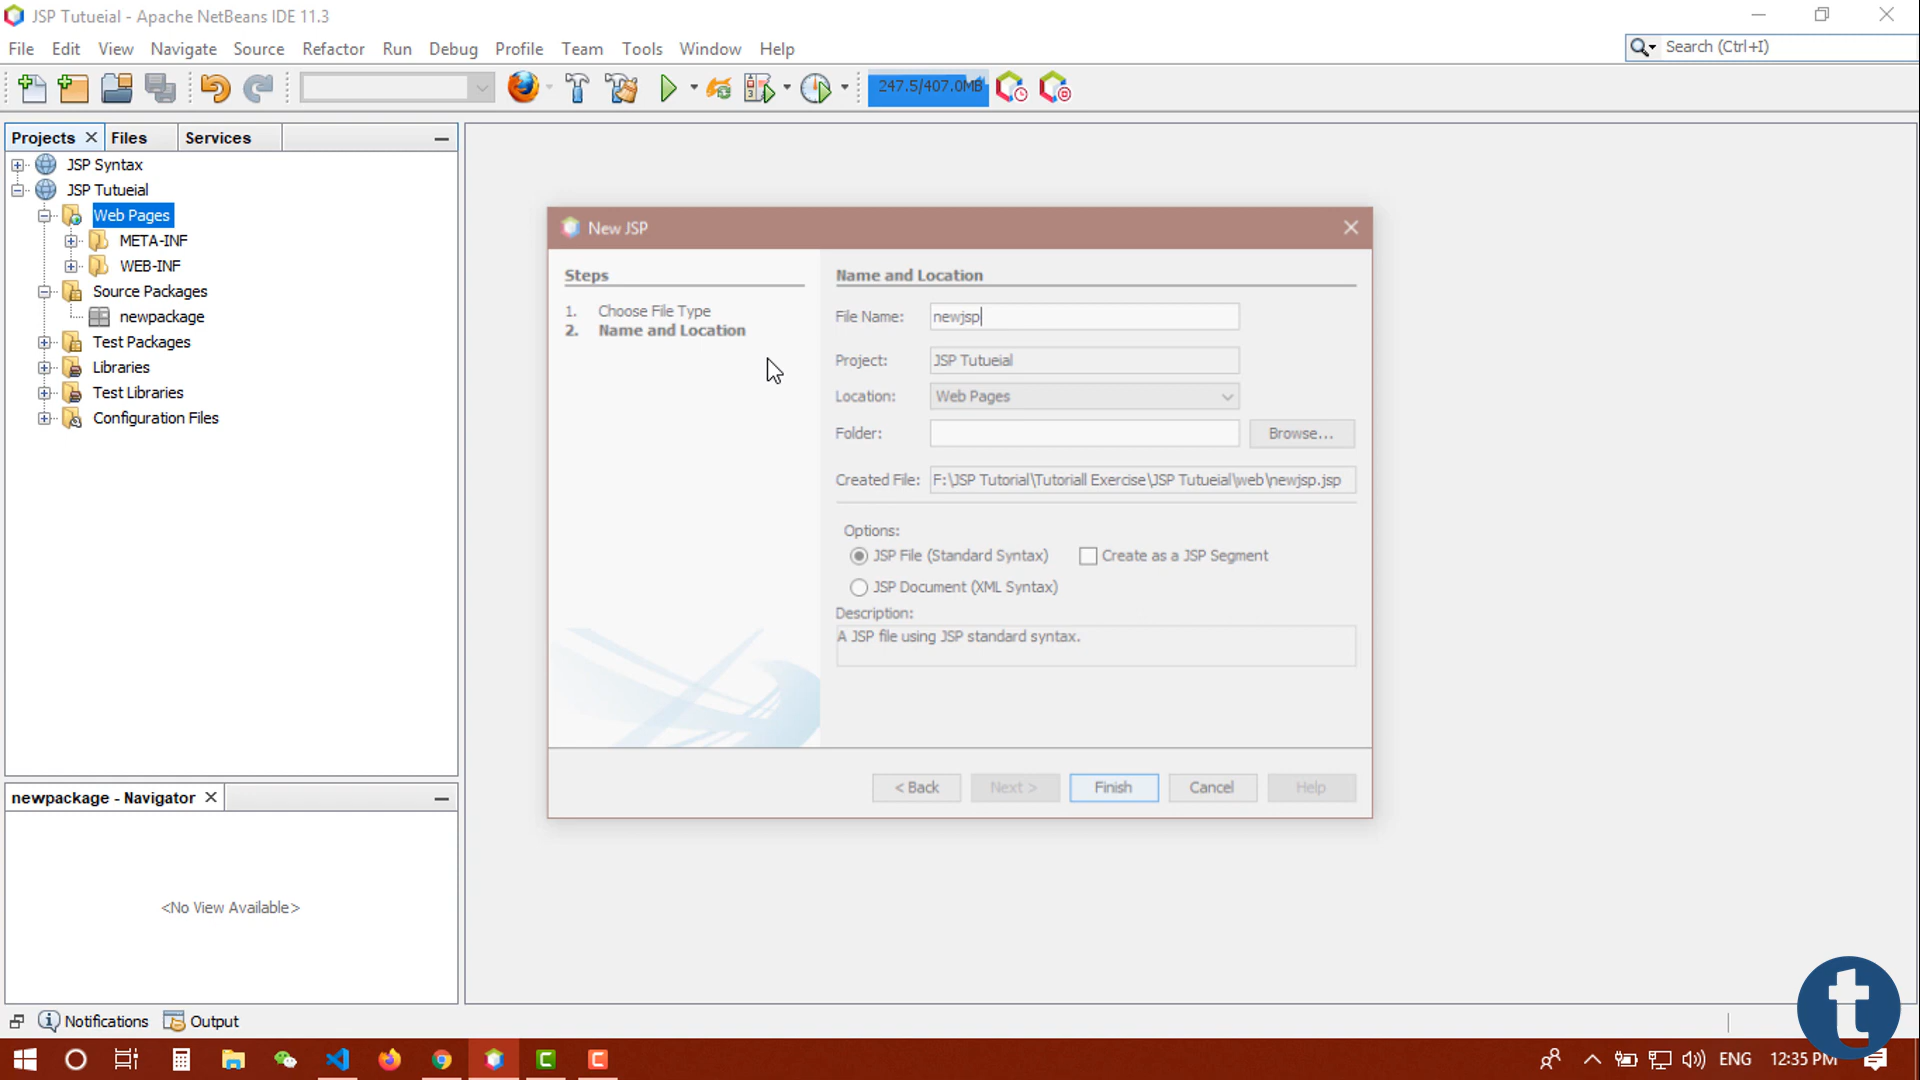 JSP Tutueial - Apache NetBeans IDE 11.3
File Edit View Navigate Source Refactor Run Debug Profile Team Tools Window Help
Search (Ctrl+I)
247.5/407.0MB
Projects Files Services
JSP Syntax
JSP Tutueial
Web Pages
META-INF
WEB-INF
Source Packages
newpackage
Test Packages
Libraries
Test Libraries
Configuration Files
New JSP
Steps
1. Choose File Type
2. Name and Location
Name and Location
File Name: newjsp
Project: JSP Tutueial
Location: Web Pages
Folder: Browse...
Created File: F:\JSP Tutorial\Tutoriall Exercise\JSP Tutueial\web\newjsp.jsp
Options:
JSP File (Standard Syntax) Create as a JSP Segment
JSP Document (XML Syntax)
Description:
A JSP file using JSP standard syntax.
< Back Next > Finish Cancel Help
newpackage - Navigator
<No View Available>
Notifications Output
t
ENG 12:35 PM